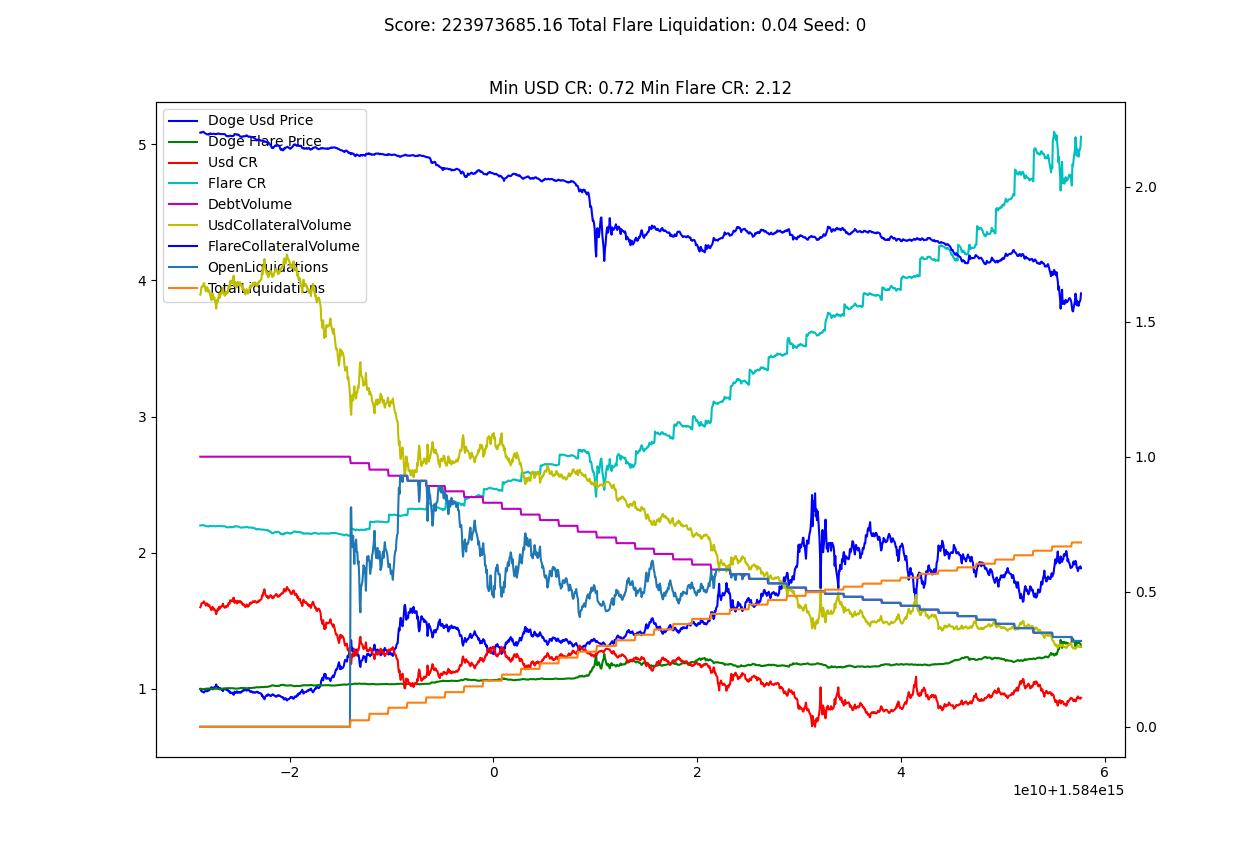 Score: 223973685.16 Total Flare Liquidation: 0.04 Seed: 0
Min USD CR: 0.72 Min Flare CR: 2.12
Doge Usd Price
Doge Flare Price
Usd CR
Flare CR
DebtVolume
UsdCollateralVolume
FlareCollateralVolume
OpenLiquidations
TotalLiquidations
5
4
3
2
1
2.0
1.5
1.0
0.5
0.0
−2 0 2 4 6
1e10+1.584e15